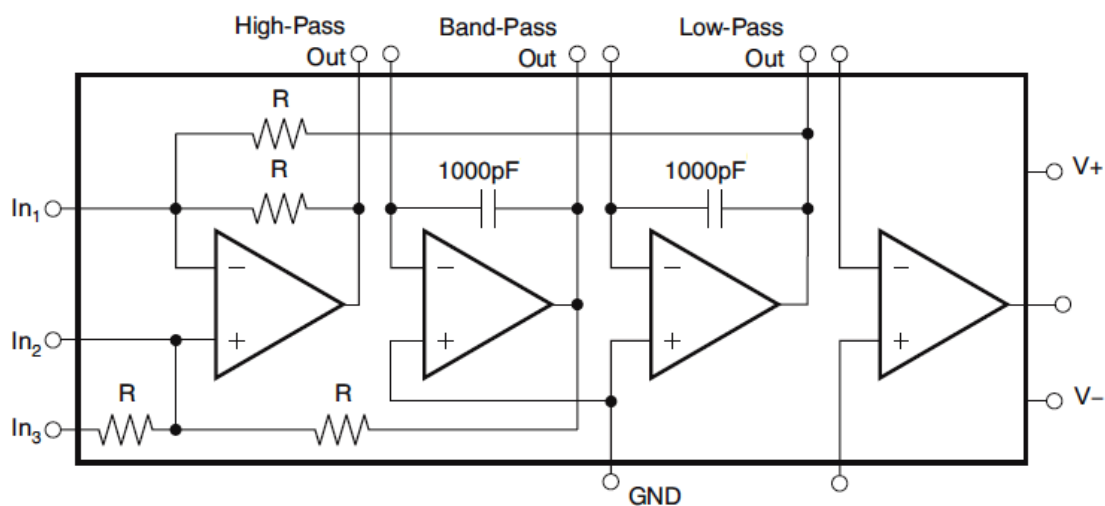 High-Pass
Out
Band-Pass
Out
Low-Pass
Out
R
R
1000pF
1000pF
V+
In1
−
−
−
−
In2
+
+
+
+
R
R
V−
In3
GND